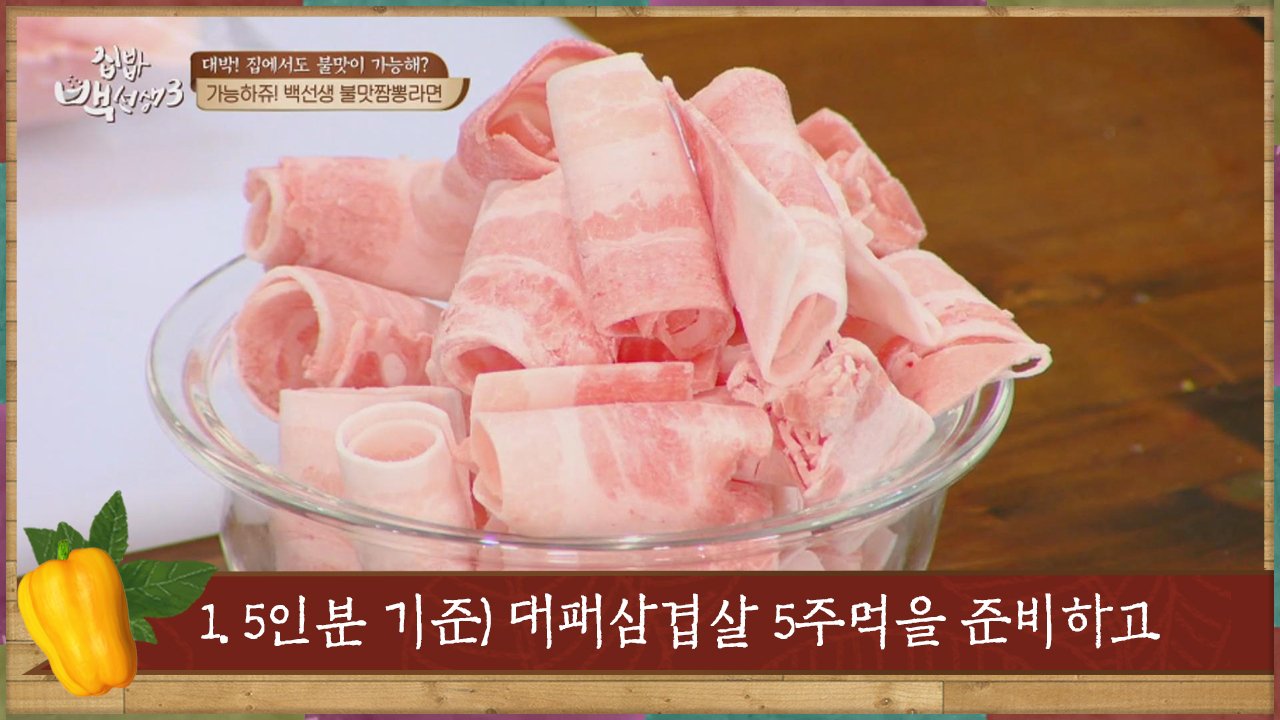 집밥
백선생3
대박! 집에서도 불맛이 가능해?
가능하쥬! 백선생 불맛짬뽕라면
1. 5인분 기준) 대패삼겹살 5주먹을 준비하고